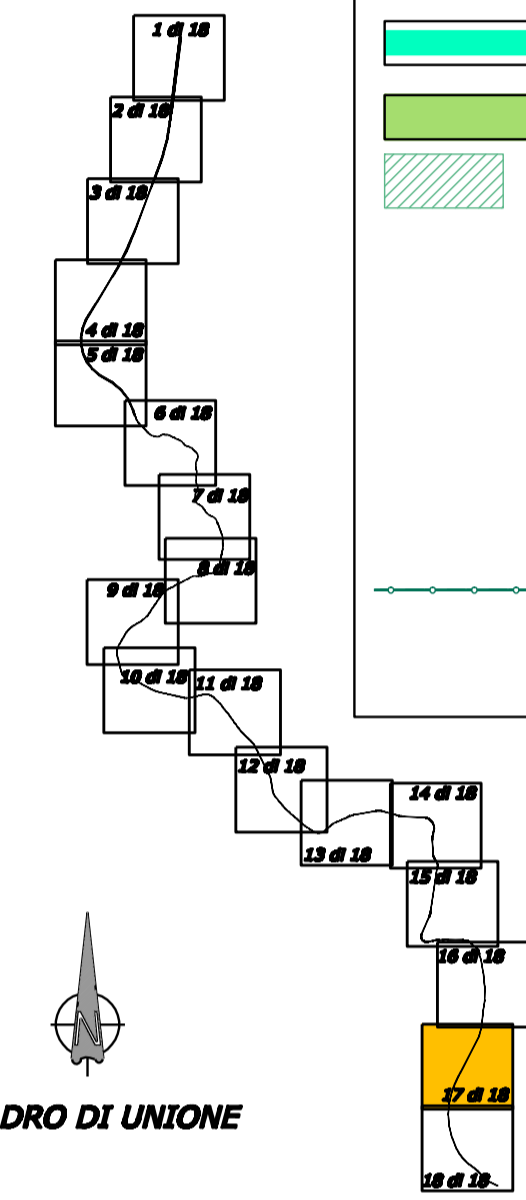 1 di 18
2 di 18
3 di 18
4 di 18
5 di 18
6 di 18
7 di 18
8 di 18
9 di 18
10 di 18
11 di 18
12 di 18
13 di 18
14 di 18
15 di 18
16 di 18
17 di 18
18 di 18
N
DRO DI UNIONE